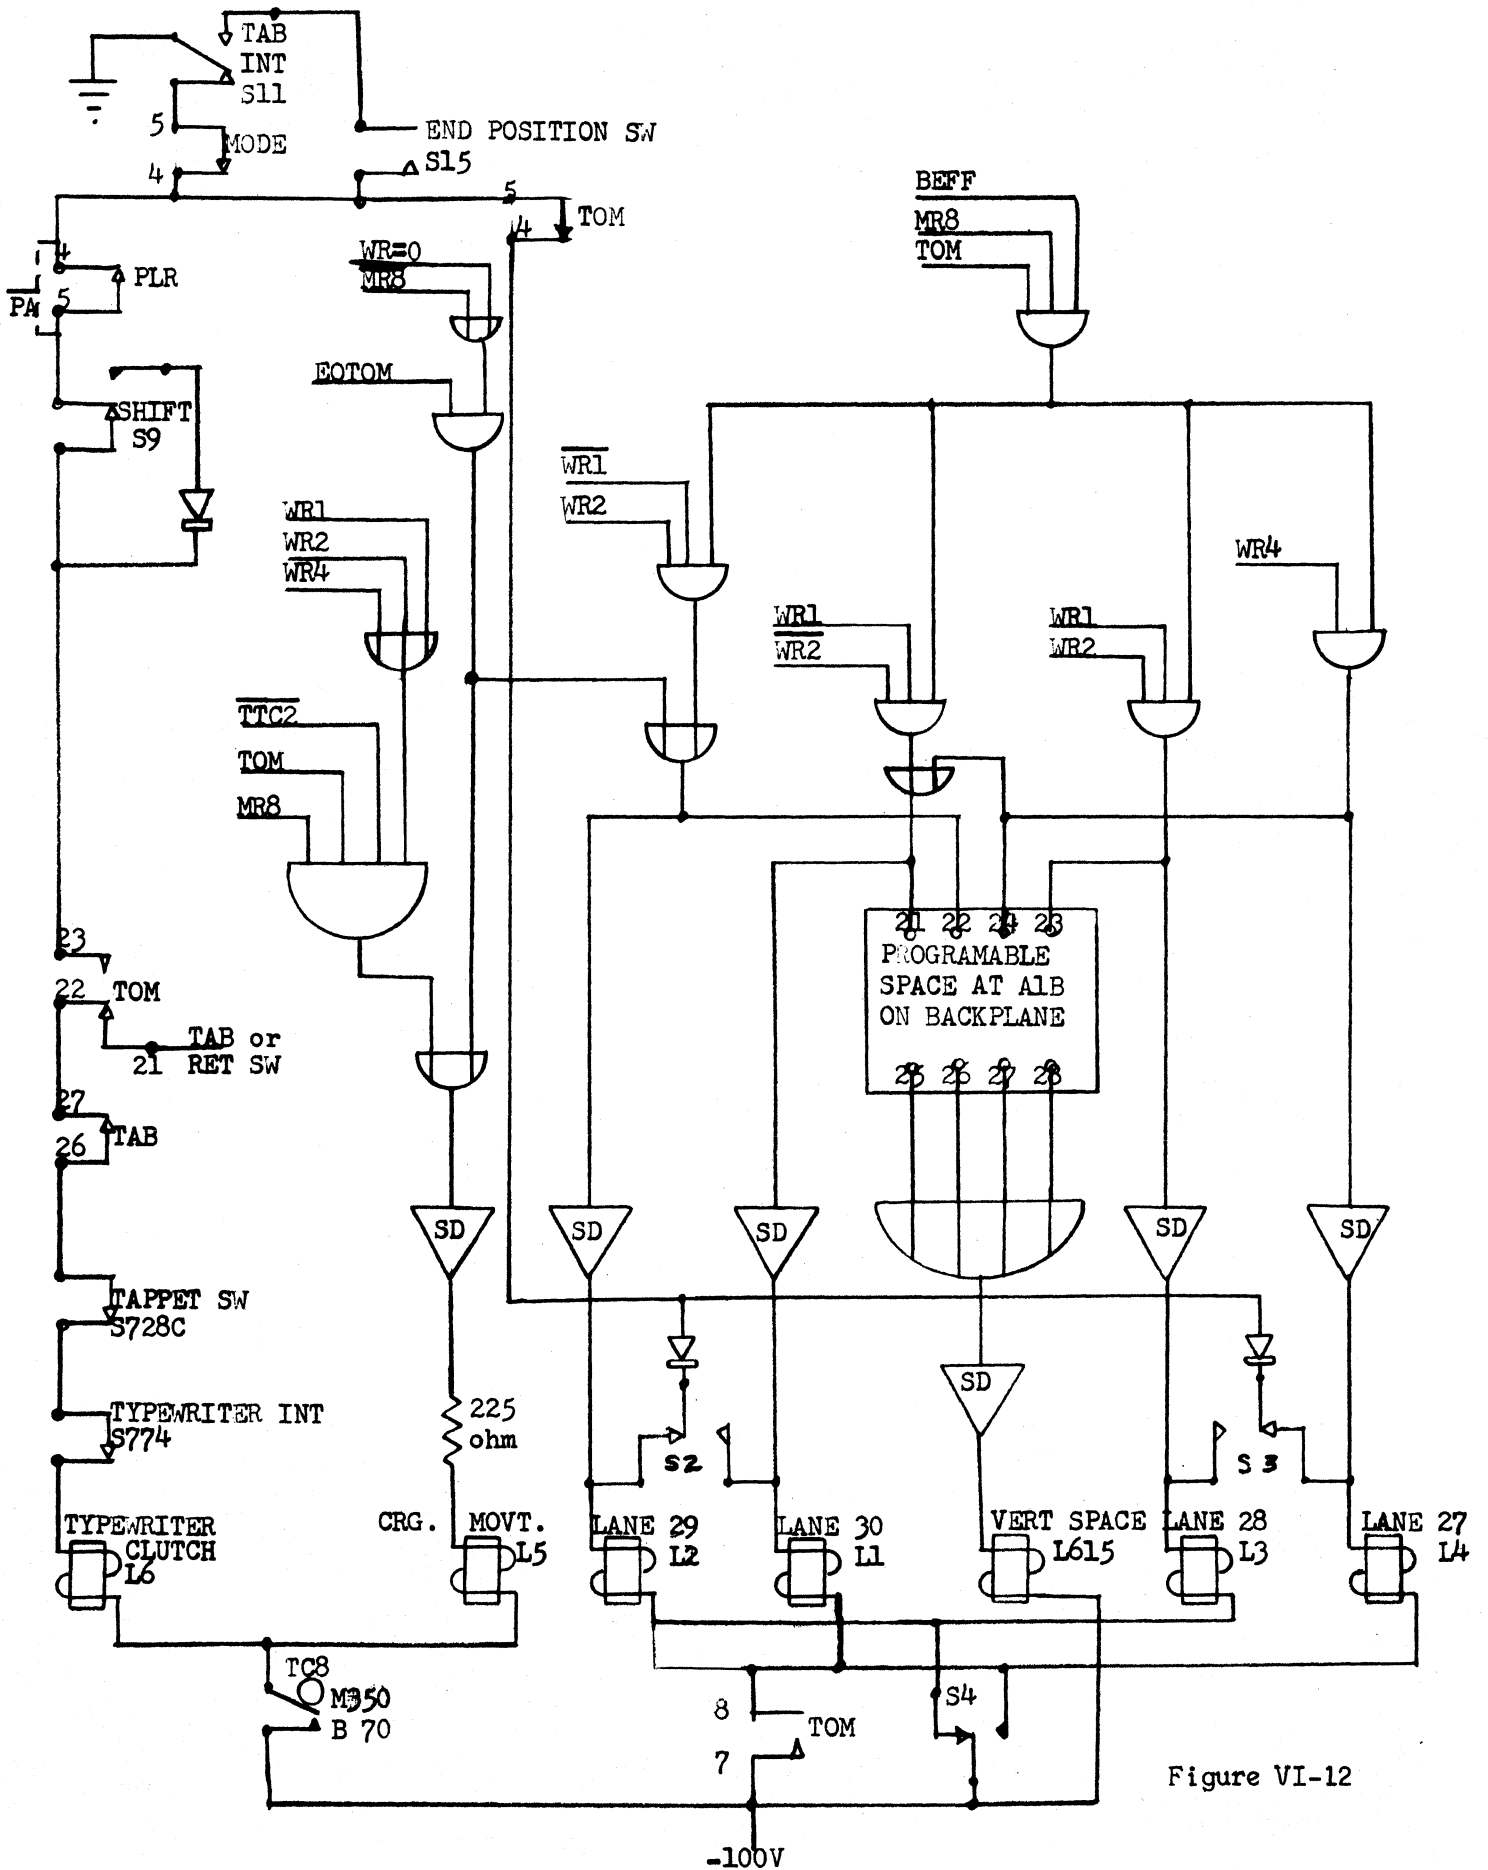 TAB
INT
S11
5
MODE
4
END POSITION SW
S15
5
4
TOM
BEFF
MR8
TOM
WR=0
MR8
4
PLR
PA
5
EOTOM
SHIFT
S9
WR1
WR2
WR1
WR2
WR4
WR4
WR1
WR2
WR1
WR2
TTC2
TOM
MR8
21 22 24 23
PROGRAMABLE
SPACE AT A1B
ON BACKPLANE
25 26 27 28
23
22
TOM
21
TAB or
RET SW
27
TAB
26
SD
SD
SD
SD
SD
TAPPET SW
S728C
SD
TYPEWRITER INT
S774
225
ohm
S2
S3
TYPEWRITER
CLUTCH
L6
CRG. MOVT.
L5
LANE 29
L2
LANE 30
L1
VERT SPACE
L615
LANE 28
L3
LANE 27
L4
TC8
M350
B 70
8
TOM
7
S4
Figure VI-12
-100V